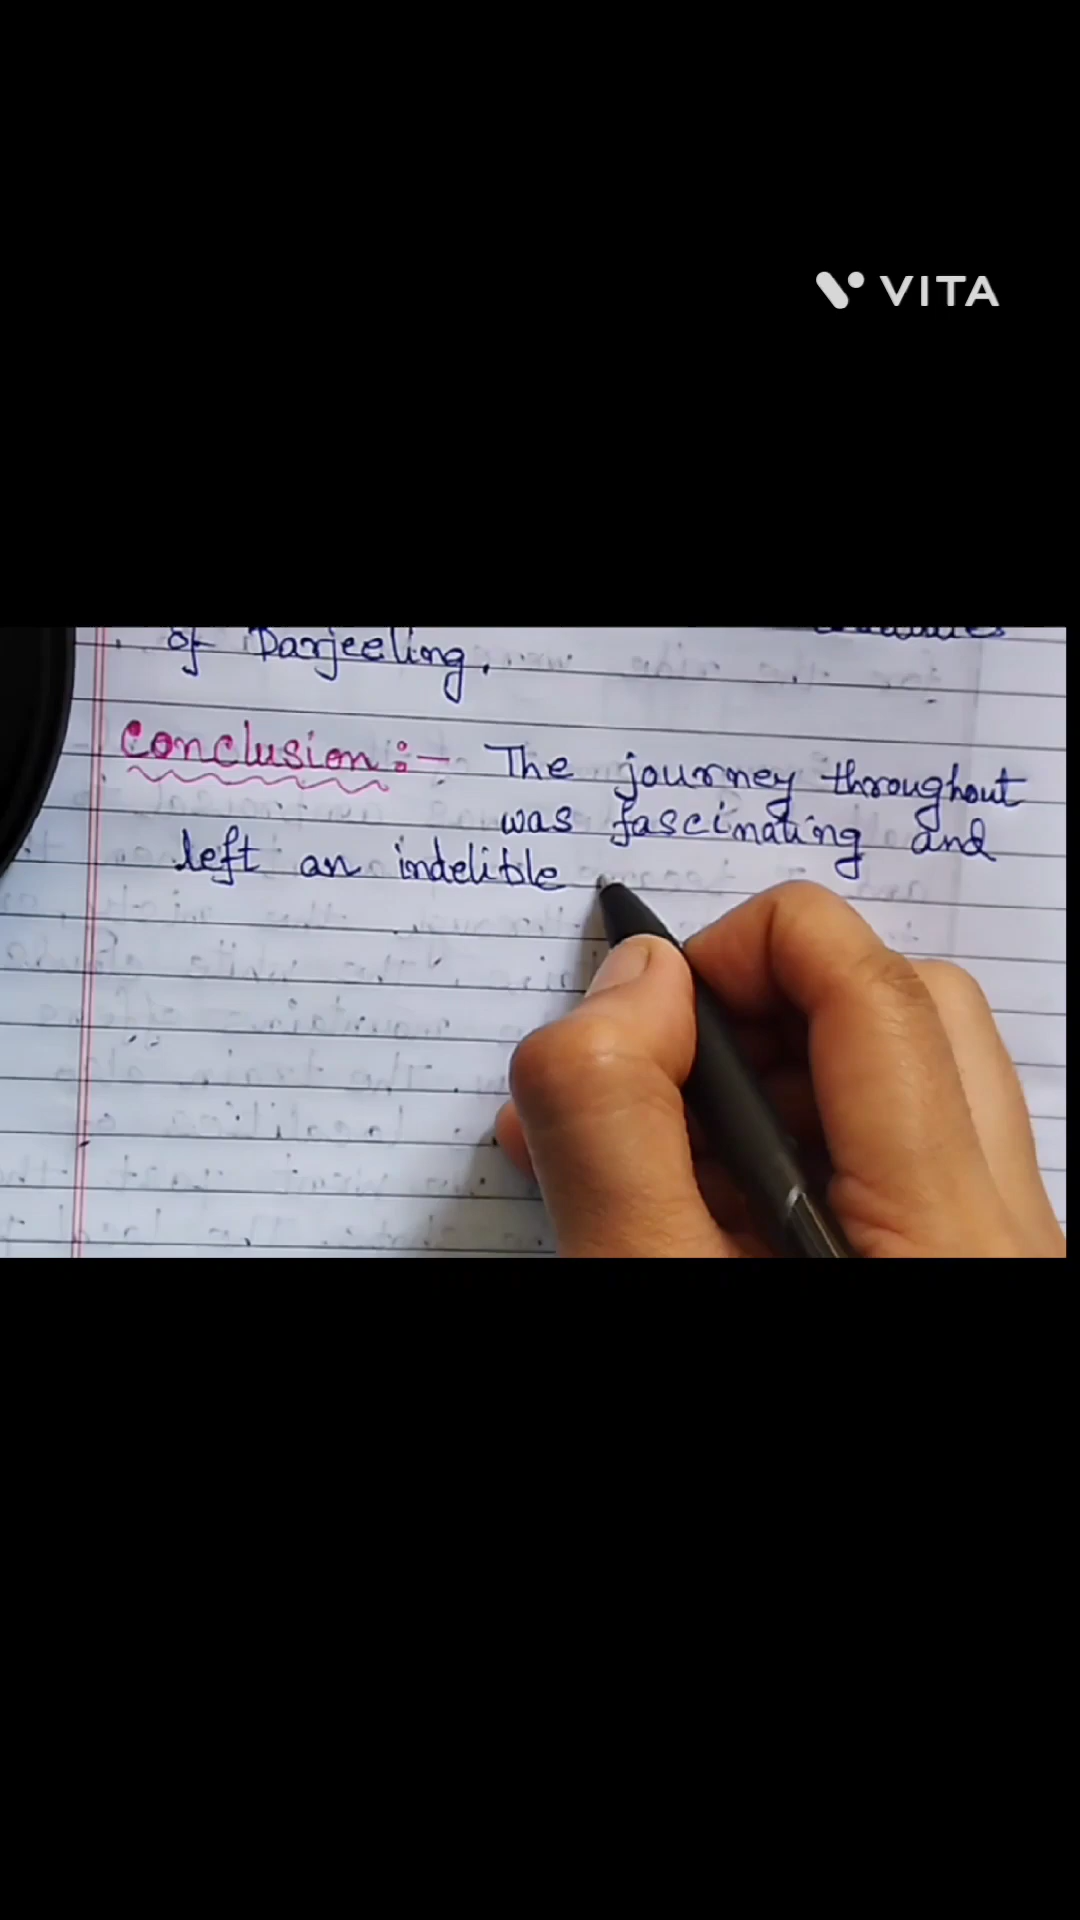 VITA
of Darjeeling.
Conclusion :- The journey throughout
was fascinating and
left an indelible